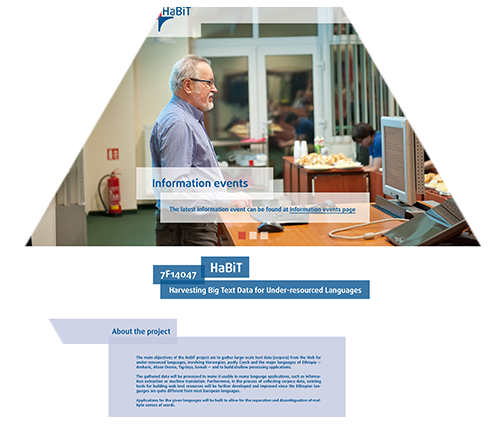 HaBiT
Information events
The latest information event can be found at Information events page
7F14047
HaBiT
Harvesting Big Text Data for Under-resourced Languages
About the project
The main objectives of the HaBiT project are to gather large scale text data (corpora) from the Web for
under-resourced languages, involving Norwegian, partly Czech and the major languages of Ethiopia –
Amharic, Afaan Oromo, Tigrinya, Somali – and to build shallow processing applications.
The gathered data will be processed to make it usable in many language applications, such as informa-
tion extraction or machine translation. Furthermore, in the process of collecting corpora data, existing
tools for building web text resources will be further developed and improved since the Ethiopian lan-
guages are quite different from most European languages.
Applications for the given languages will be built to allow for the separation and disambiguation of mul-
tiple senses of words.